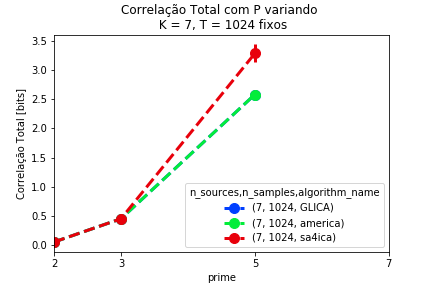 Correlação Total com P variando
K = 7, T = 1024 fixos
Correlação Total [bits]
3.5
3.0
2.5
2.0
1.5
1.0
0.5
0.0
n_sources,n_samples,algorithm_name
(7, 1024, GLICA)
(7, 1024, america)
(7, 1024, sa4ica)
2
3
5
7
prime